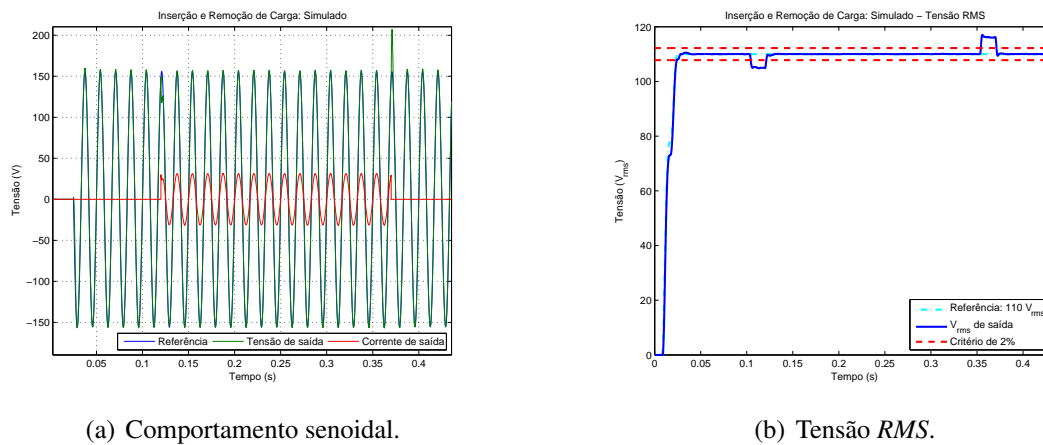 Inserção e Remoção de Carga: Simulado
200
150
100
50
0
−50
−100
−150
Tensão (V)
0.05
0.1
0.15
0.2
0.25
0.3
0.35
0.4
Tempo (s)
Referência
Tensão de saída
Corrente de saída
(a) Comportamento senoidal.
Inserção e Remoção de Carga: Simulado − Tensão RMS
120
100
80
60
40
20
0
Tensão (Vrms)
0
0.05
0.1
0.15
0.2
0.25
0.3
0.35
0.4
Tempo (s)
Referência: 110 Vrms
Vrms de saída
Critério de 2%
(b) Tensão RMS.